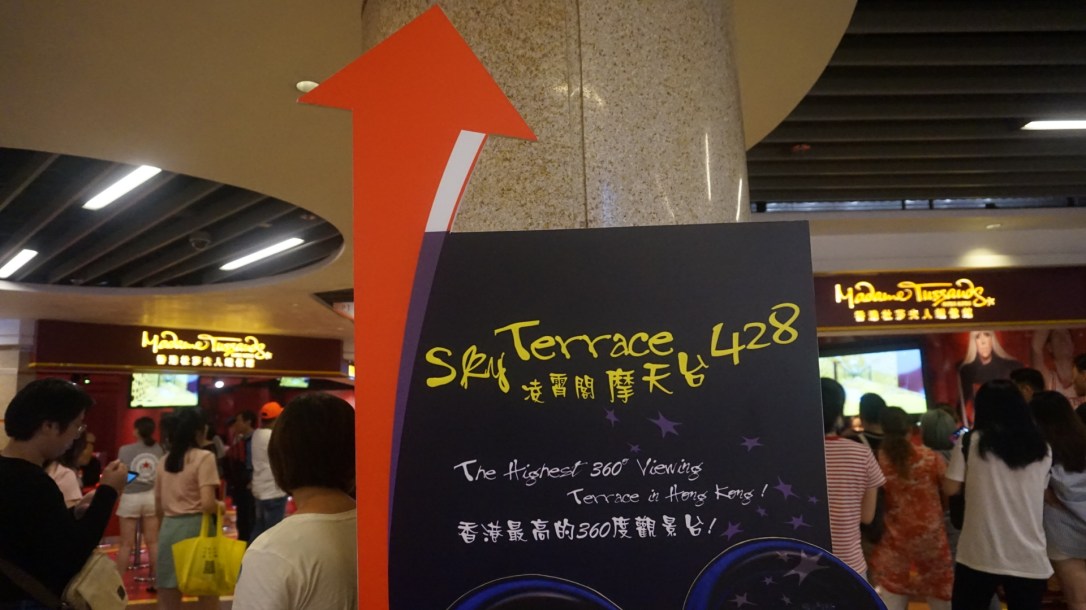 Sky Terrace 428
凌霄閣 摩天台
The Highest 360° Viewing
Terrace in Hong Kong!
香港最高的360度觀景台!
Madame Tussauds
香港杜莎夫人蠟像館
Madame Tussauds
香港杜莎夫人蠟像館